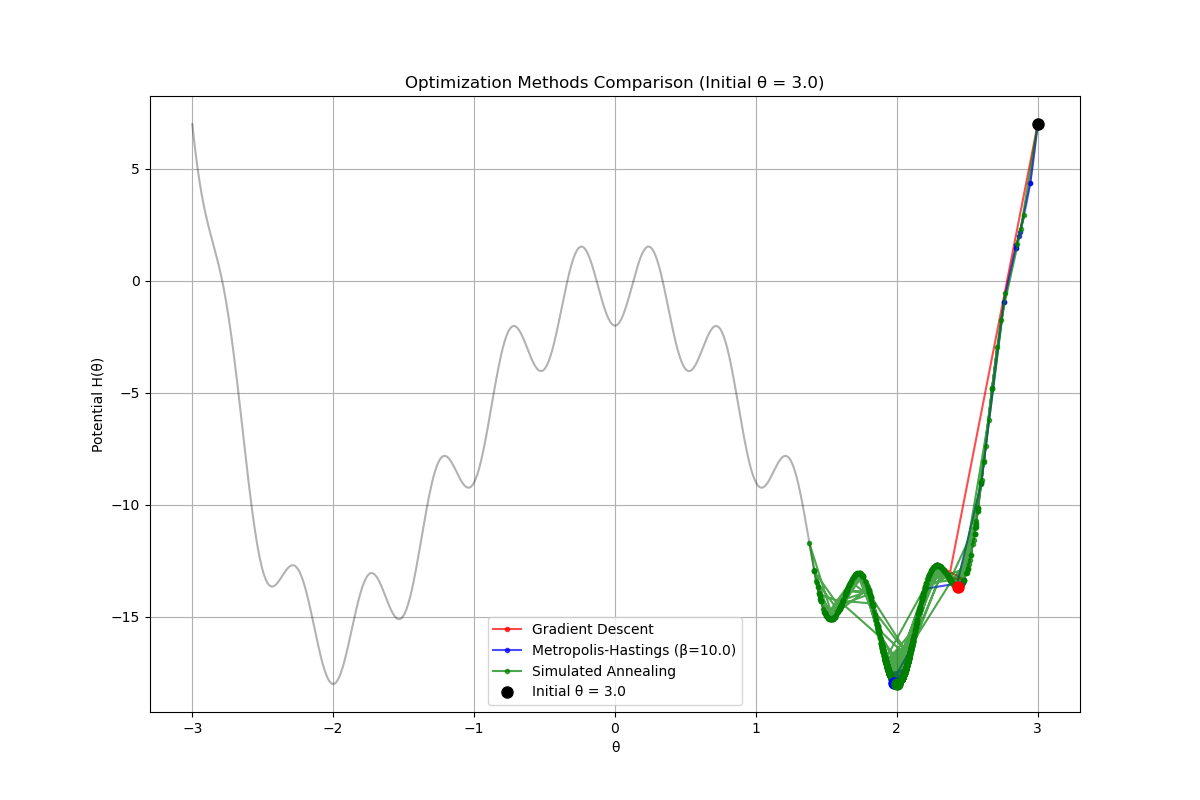 Optimization Methods Comparison (Initial θ = 3.0)
Potential H(θ)
5
0
−5
−10
−15
Gradient Descent
Metropolis-Hastings (β=10.0)
Simulated Annealing
Initial θ = 3.0
−3
−2
−1
0
1
2
3
θ